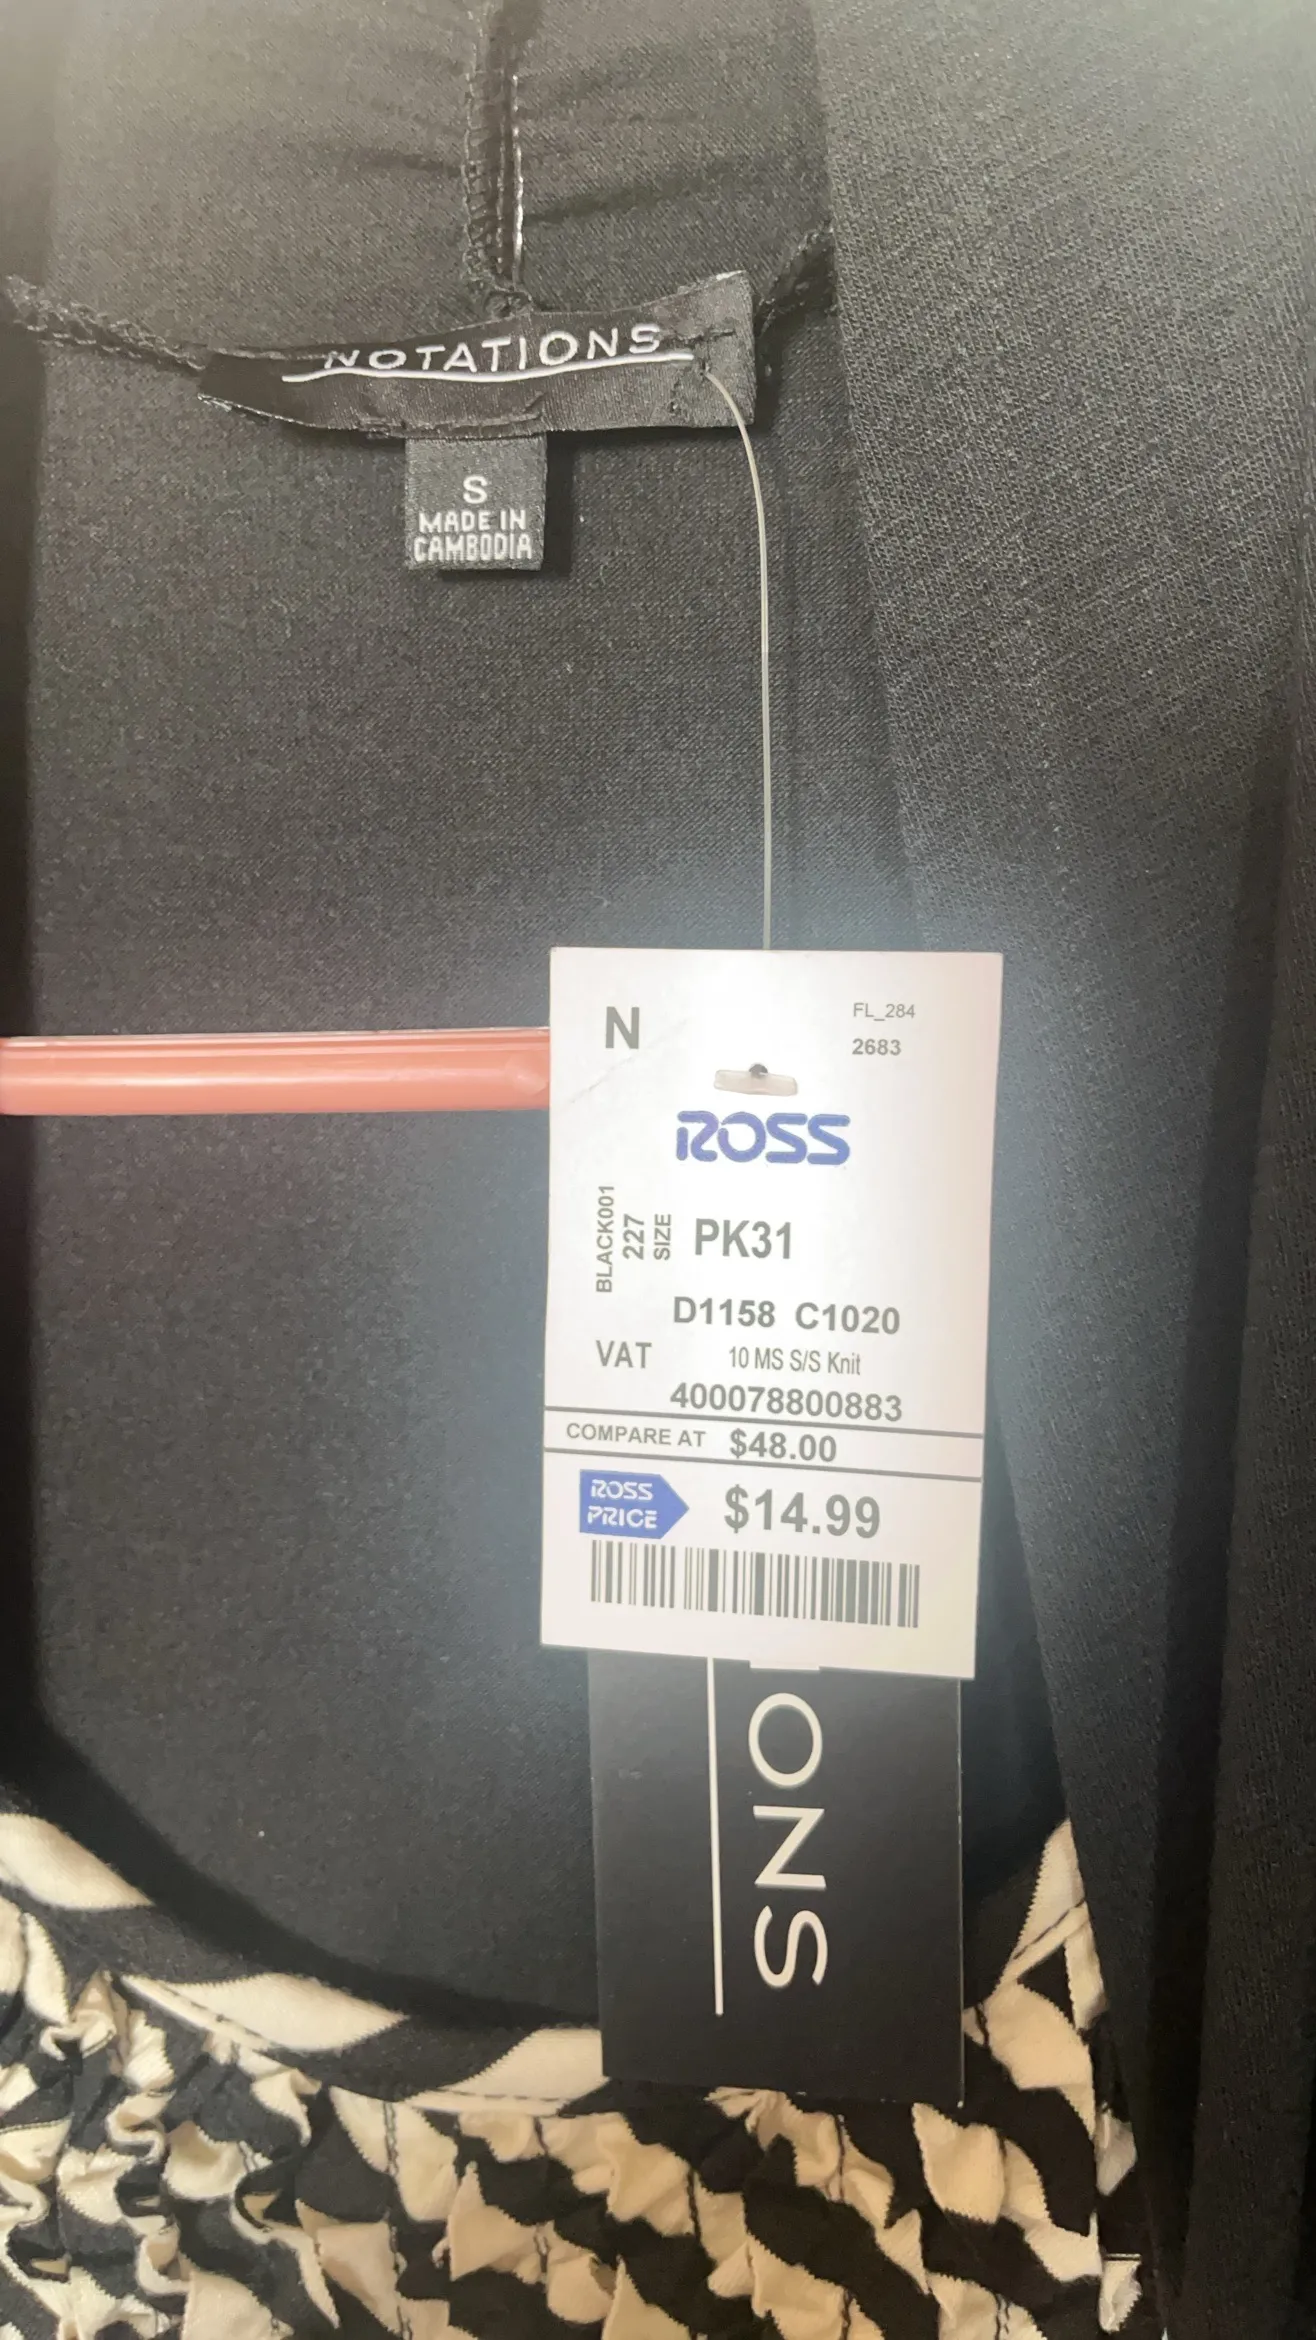 NOTATIONS
S
MADE IN
CAMBODIA
N
FL_284
2683
ROSS
BLACK001
227
SIZE
PK31
D1158 C1020
VAT
10 MS S/S Knit
400078800883
COMPARE AT $48.00
ROSS
PRICE
$14.99
ONS